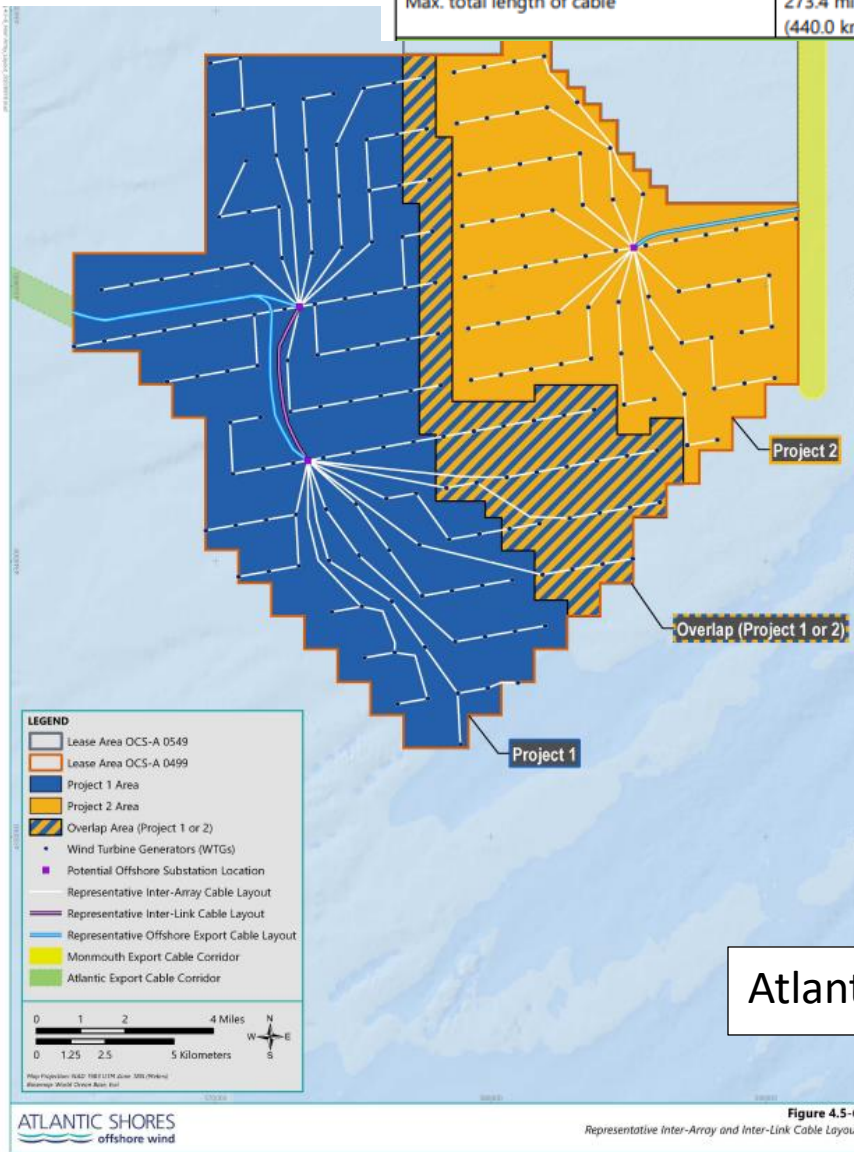 Max. total length of cable
273.4 mi
(440.0 km
Project 2
Overlap (Project 1 or 2)
Project 1
LEGEND
Lease Area OCS-A 0549
Lease Area OCS-A 0499
Project 1 Area
Project 2 Area
Overlap Area (Project 1 or 2)
Wind Turbine Generators (WTGs)
Potential Offshore Substation Location
Representative Inter-Array Cable Layout
Representative Inter-Link Cable Layout
Representative Offshore Export Cable Layout
Monmouth Export Cable Corridor
Atlantic Export Cable Corridor
0 1 2 4 Miles
N
W E
S
0 1.25 2.5 5 Kilometers
Atlant
ATLANTIC SHORES
offshore wind
Figure 4.5-
Representative Inter-Array and Inter-Link Cable Layou